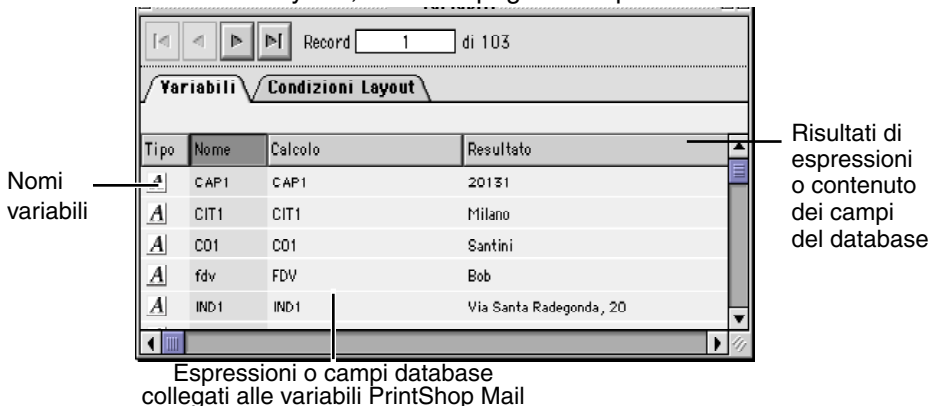 Record 1 di 103
Variabili Condizioni Layout
Tipo Nome Calcolo Resultato
CAP1 CAP1 20131
A CIT1 CIT1 Milano
A CO1 CO1 Santini
A fdv FDV Bob
A IND1 IND1 Via Santa Radegonda, 20
Nomi
variabili
Risultati di
espressioni
o contenuto
dei campi
del database
Espressioni o campi database
collegati alle variabili PrintShop Mail